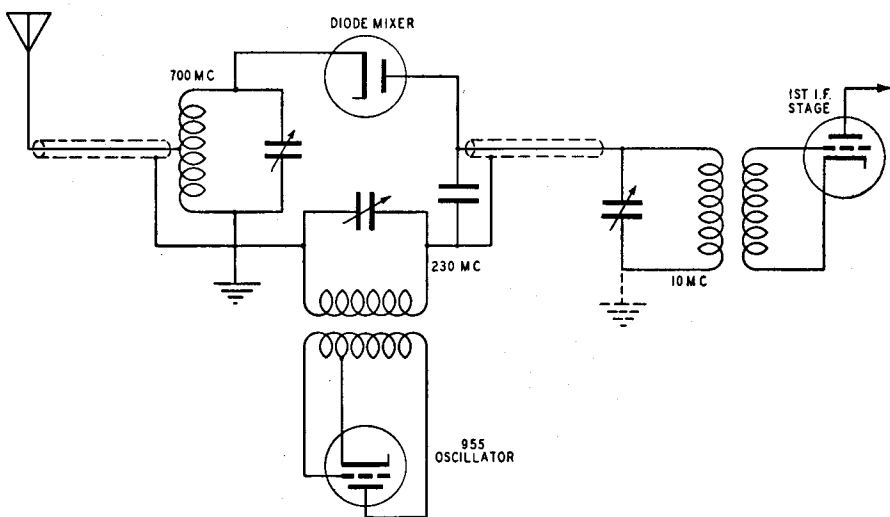 DIODE MIXER
700 MC
1ST I.F.
STAGE
230 MC
10 MC
955
OSCILLATOR